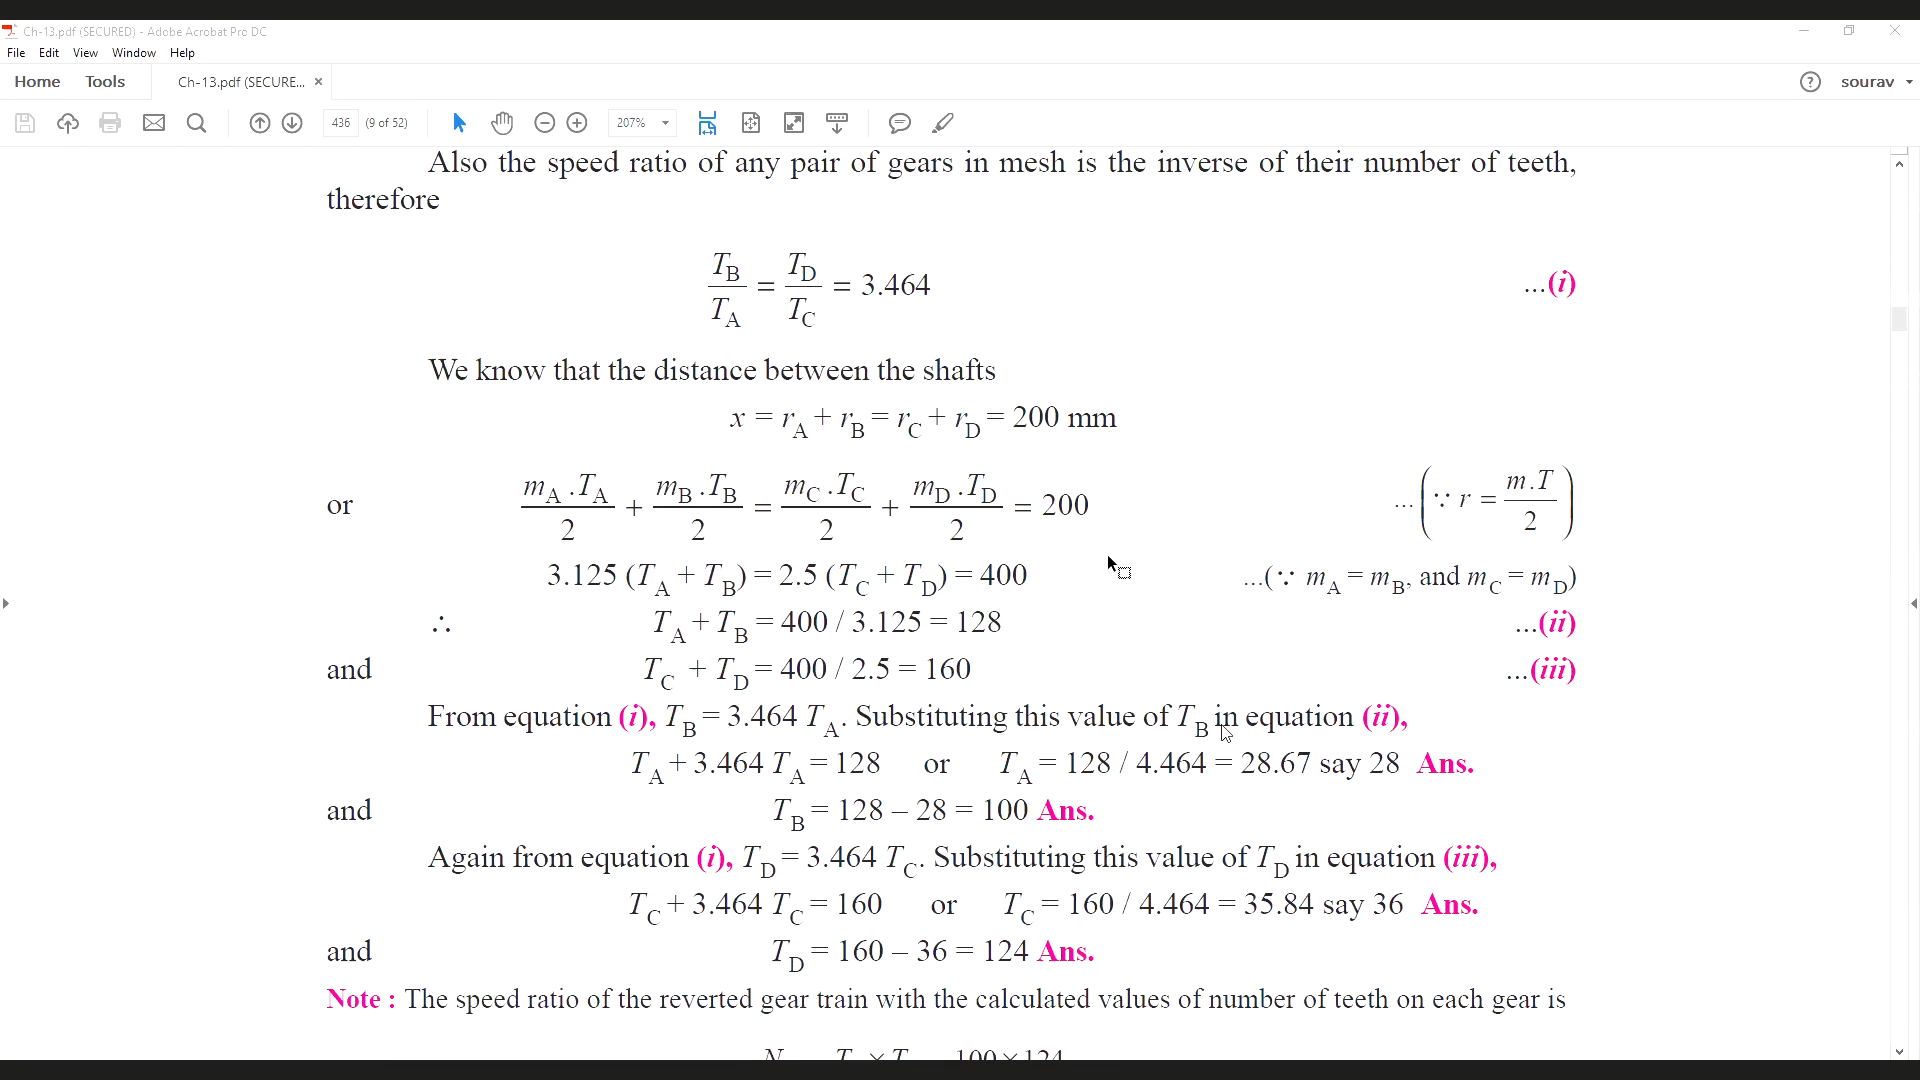 Ch-13.pdf (SECURED) - Adobe Acrobat Pro DC
File Edit View Window Help
Home Tools Ch-13.pdf (SECURE... × sourav
436 (9 of 52) 207%
Also the speed ratio of any pair of gears in mesh is the inverse of their number of teeth,
therefore
T_B/T_A = T_D/T_C = 3.464 ...(i)
We know that the distance between the shafts
x = r_A + r_B = r_C + r_D = 200 mm
or m_A.T_A/2 + m_B.T_B/2 = m_C.T_C/2 + m_D.T_D/2 = 200 ...(∵ r = m.T/2)
3.125 (T_A + T_B) = 2.5 (T_C + T_D) = 400 ...(∵ m_A = m_B, and m_C = m_D)
∴ T_A + T_B = 400 / 3.125 = 128 ...(ii)
and T_C + T_D = 400 / 2.5 = 160 ...(iii)
From equation (i), T_B = 3.464 T_A. Substituting this value of T_B in equation (ii),
T_A + 3.464 T_A = 128 or T_A = 128 / 4.464 = 28.67 say 28 Ans.
and T_B = 128 – 28 = 100 Ans.
Again from equation (i), T_D = 3.464 T_C. Substituting this value of T_D in equation (iii),
T_C + 3.464 T_C = 160 or T_C = 160 / 4.464 = 35.84 say 36 Ans.
and T_D = 160 – 36 = 124 Ans.
Note : The speed ratio of the reverted gear train with the calculated values of number of teeth on each gear is